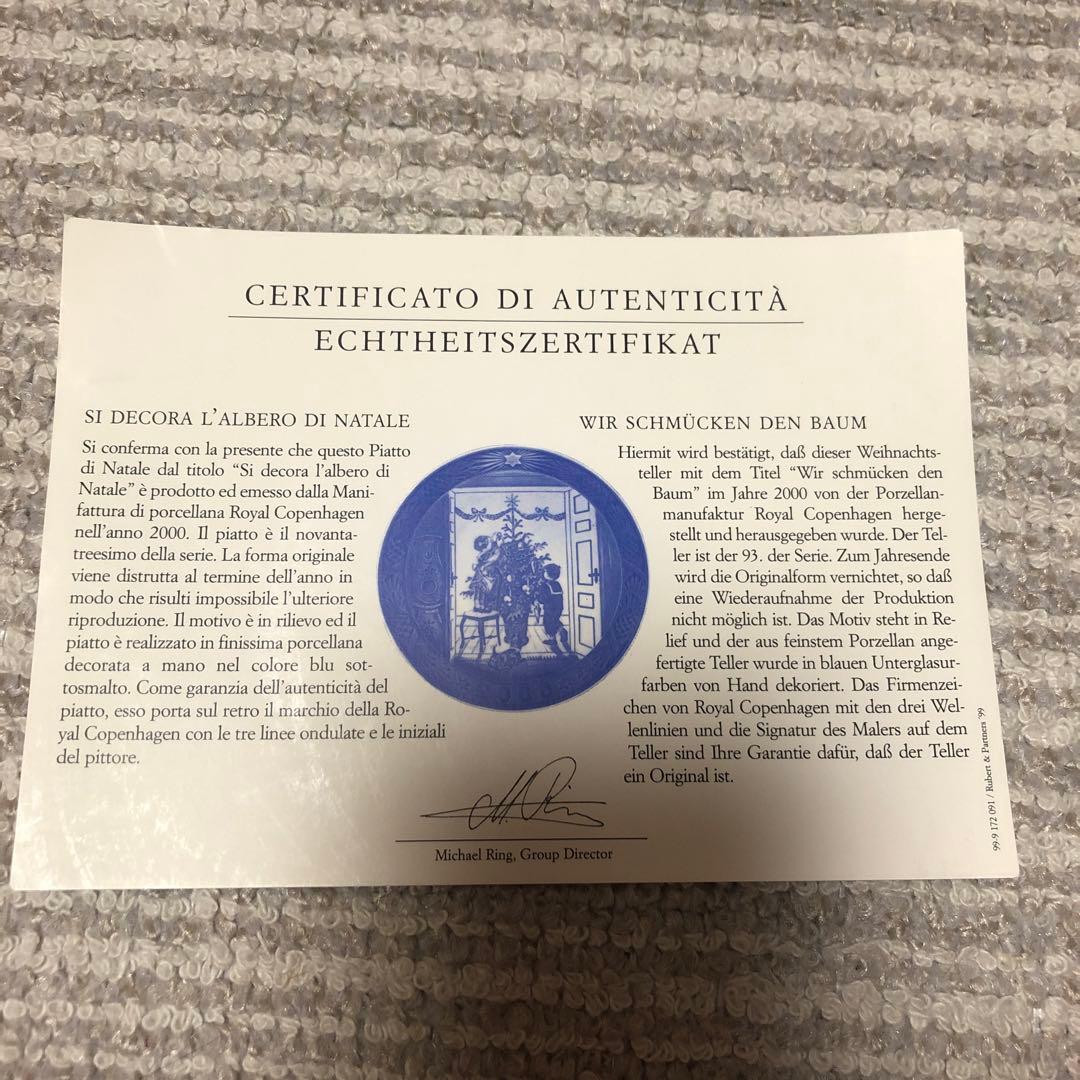 CERTIFICATO DI AUTENTICITÀ
ECHTHEITSZERTIFIKAT
SI DECORA L'ALBERO DI NATALE
Si conferma con la presente che questo Piatto
di Natale dal titolo “Si decora l'albero di
Natale” è prodotto ed emesso dalla Mani-
fattura di porcellana Royal Copenhagen
nell'anno 2000. Il piatto è il novanta-
treesimo della serie. La forma originale
viene distrutta al termine dell'anno in
modo che risulti impossibile l'ulteriore
riproduzione. Il motivo è in rilievo ed il
piatto è realizzato in finissima porcellana
decorata a mano nel colore blu sot-
tosmalto. Come garanzia dell'autenticità del
piatto, esso porta sul retro il marchio della Ro-
yal Copenhagen con le tre linee ondulate e le iniziali
del pittore.
WIR SCHMÜCKEN DEN BAUM
Hiermit wird bestätigt, daß dieser Weihnachts-
teller mit dem Titel “Wir schmücken den
Baum” im Jahre 2000 von der Porzellan-
manufaktur Royal Copenhagen herge-
stellt und herausgegeben wurde. Der Tel-
ler ist der 93. der Serie. Zum Jahresende
wird die Originalform vernichtet, so daß
eine Wiederaufnahme der Produktion
nicht möglich ist. Das Motiv steht in Re-
lief und der aus feinstem Porzellan ange-
fertigte Teller wurde in blauen Unterglasur-
farben von Hand dekoriert. Das Firmenzei-
chen von Royal Copenhagen mit den drei Wel-
lenlinien und die Signatur des Malers auf dem
Teller sind Ihre Garantie dafür, daß der Teller
ein Original ist.
Michael Ring, Group Director
99-9 172 091 / Rubert & Partners '99